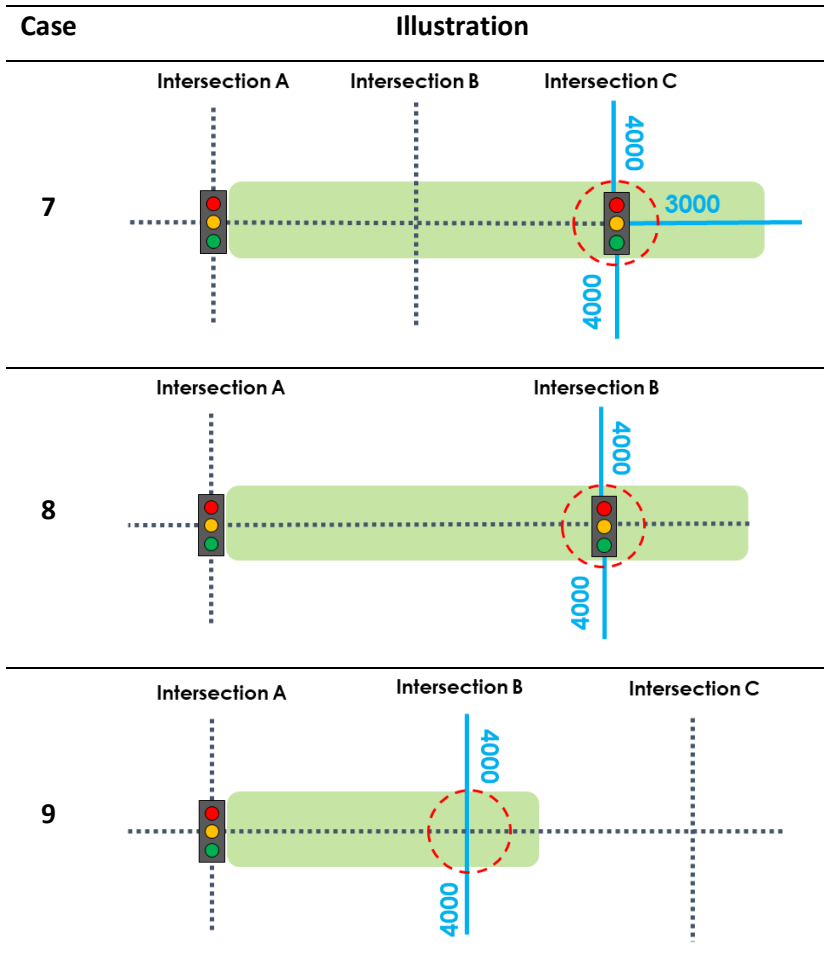 Case Illustration
Intersection A Intersection B Intersection C
4000
7
3000
4000
Intersection A Intersection B
4000
8
4000
Intersection A Intersection B Intersection C
4000
9
4000